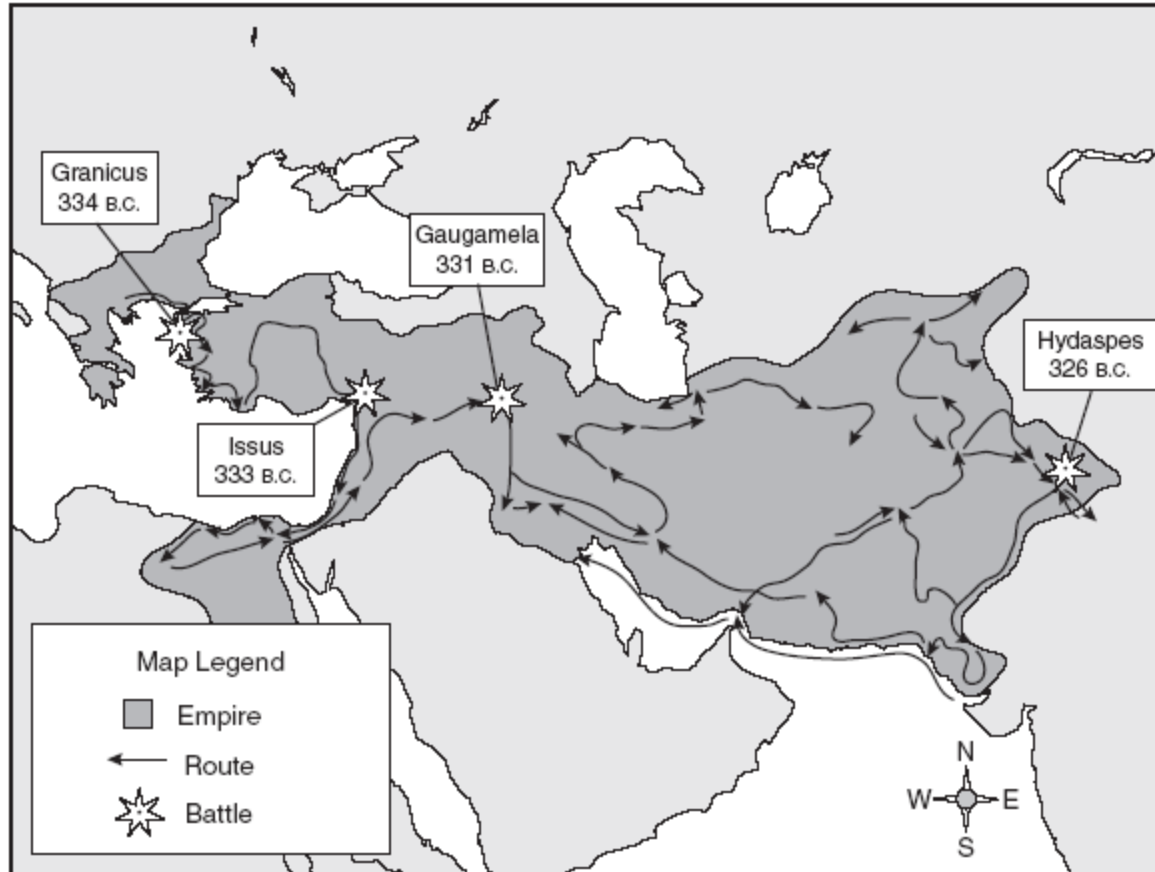 Granicus
334 B.C.
Gaugamela
331 B.C.
Hydaspes
326 B.C.
Issus
333 B.C.
Map Legend
Empire
Route
Battle
N
W E
S